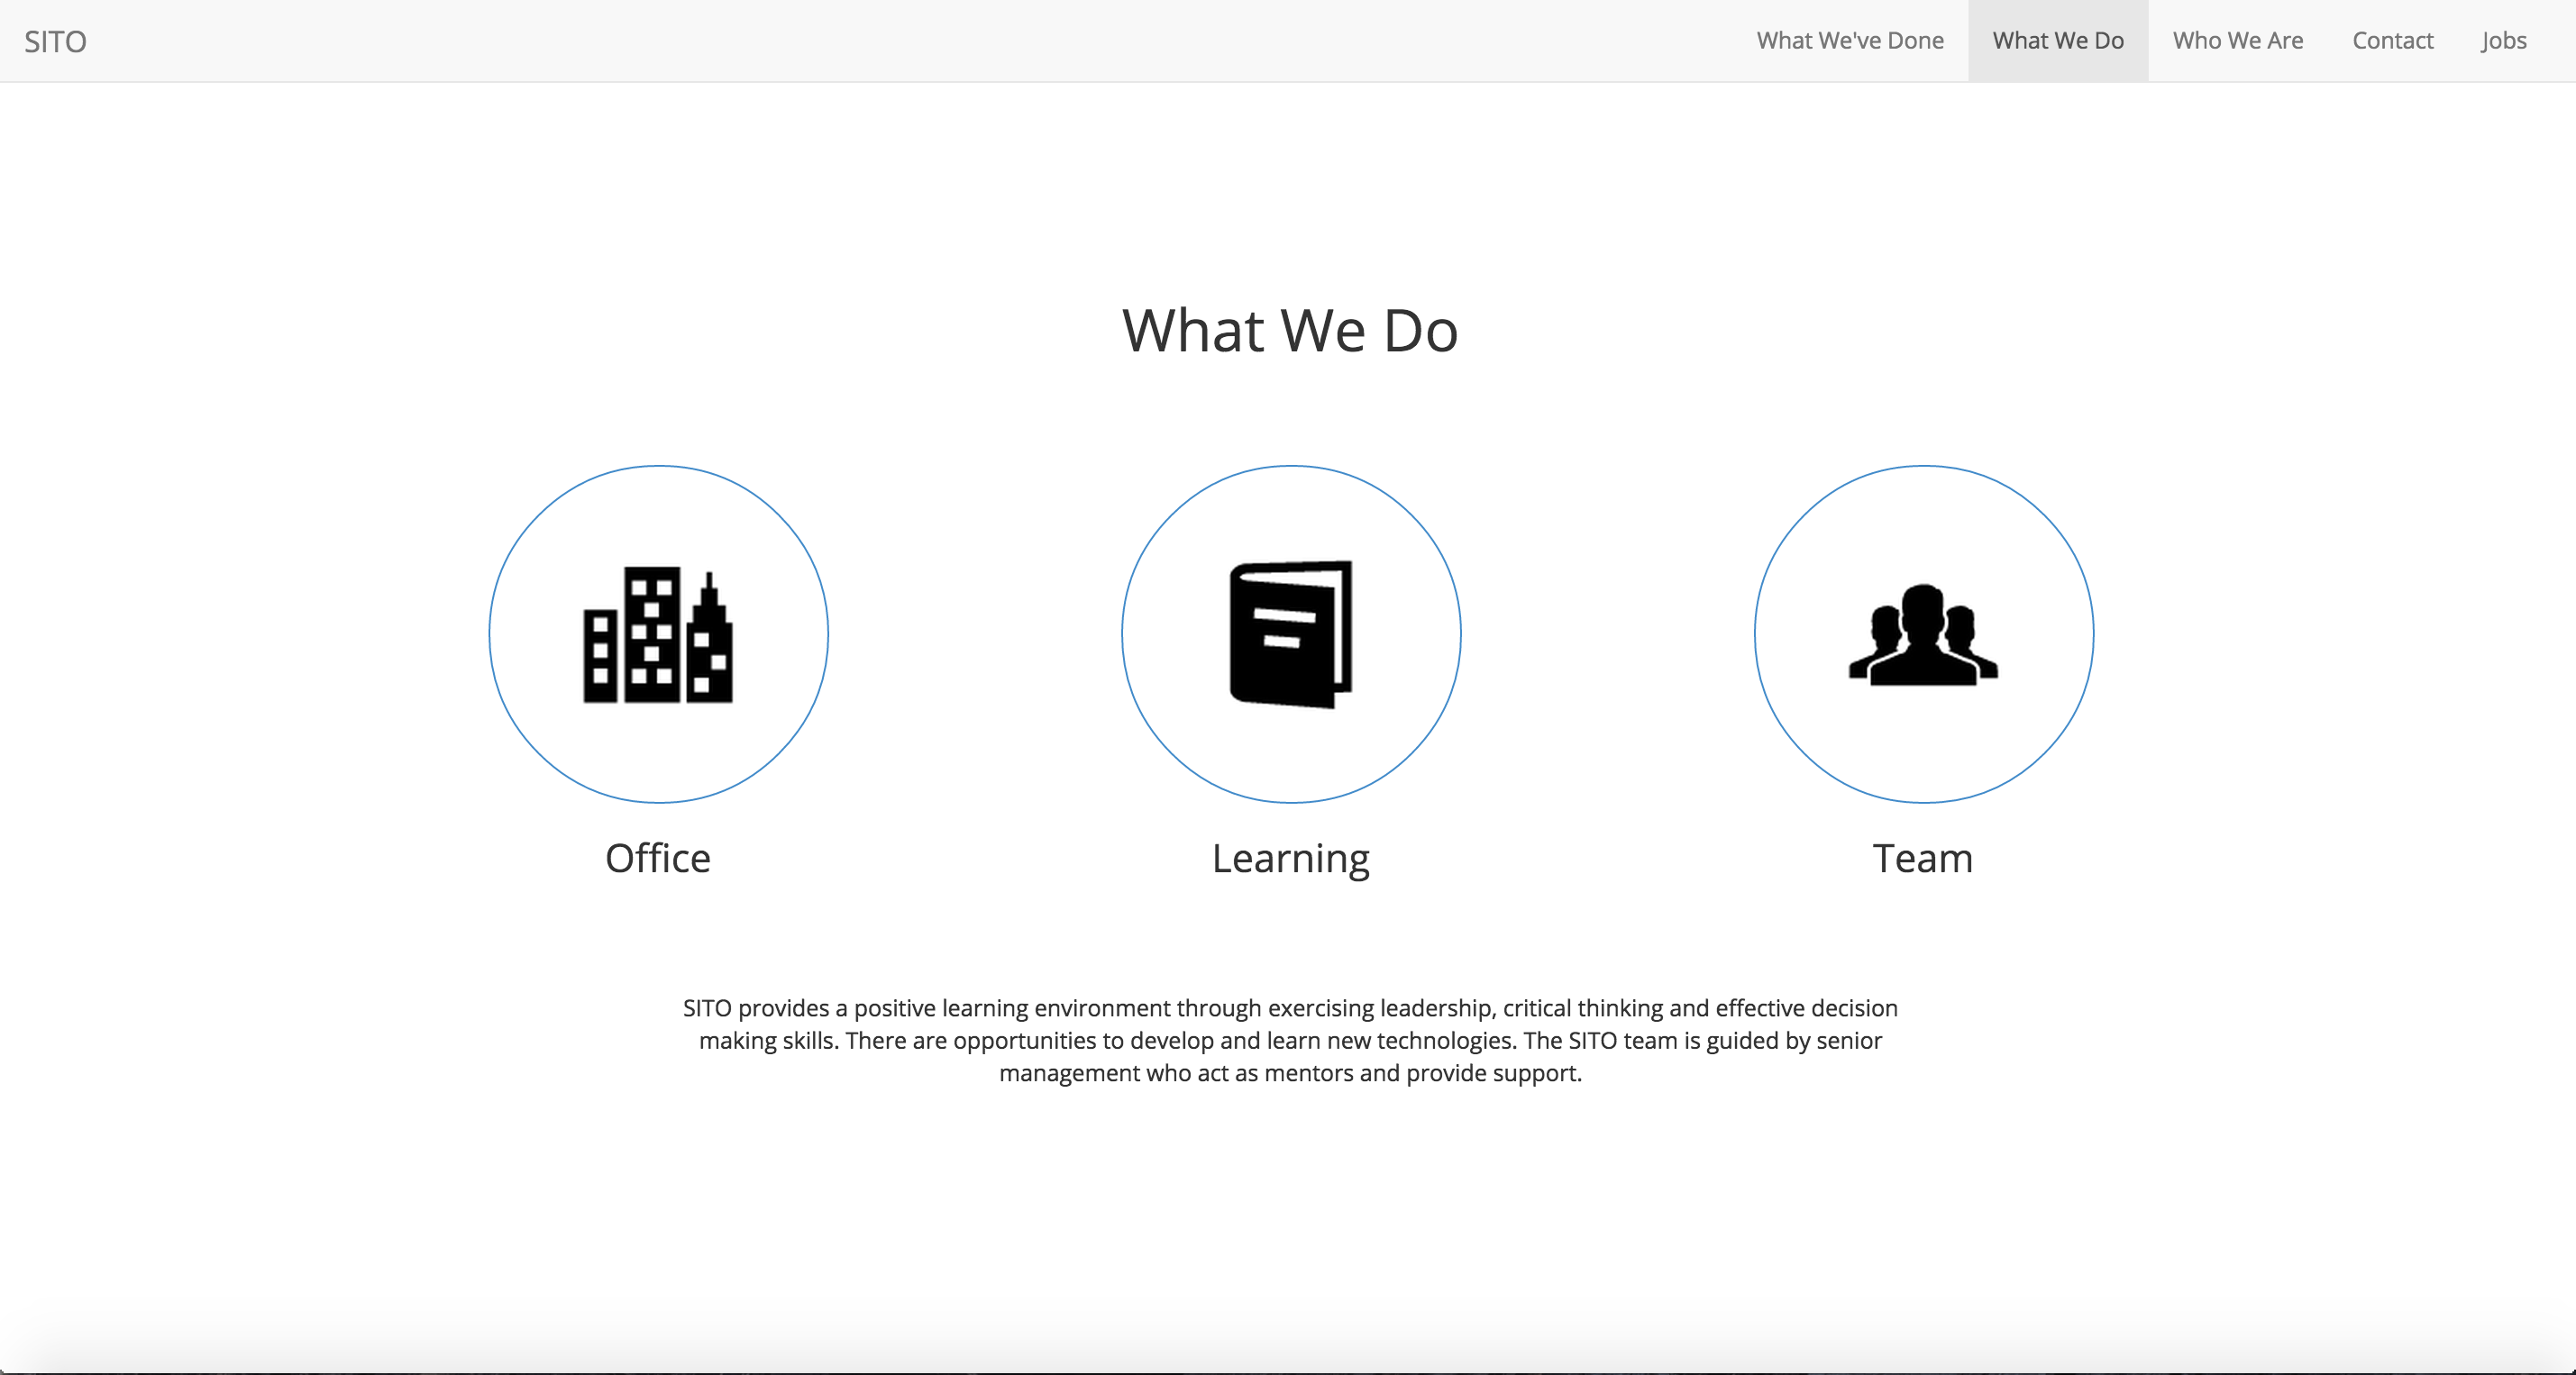 SITO
What We've Done
What We Do
Who We Are
Contact
Jobs
What We Do
Office
Learning
Team
SITO provides a positive learning environment through exercising leadership, critical thinking and effective decision
making skills. There are opportunities to develop and learn new technologies. The SITO team is guided by senior
management who act as mentors and provide support.